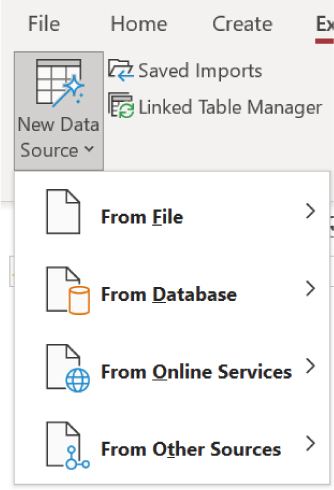 File Home Create Ex
Saved Imports
Linked Table Manager
New Data
Source
From File
From Database
From Online Services
From Other Sources